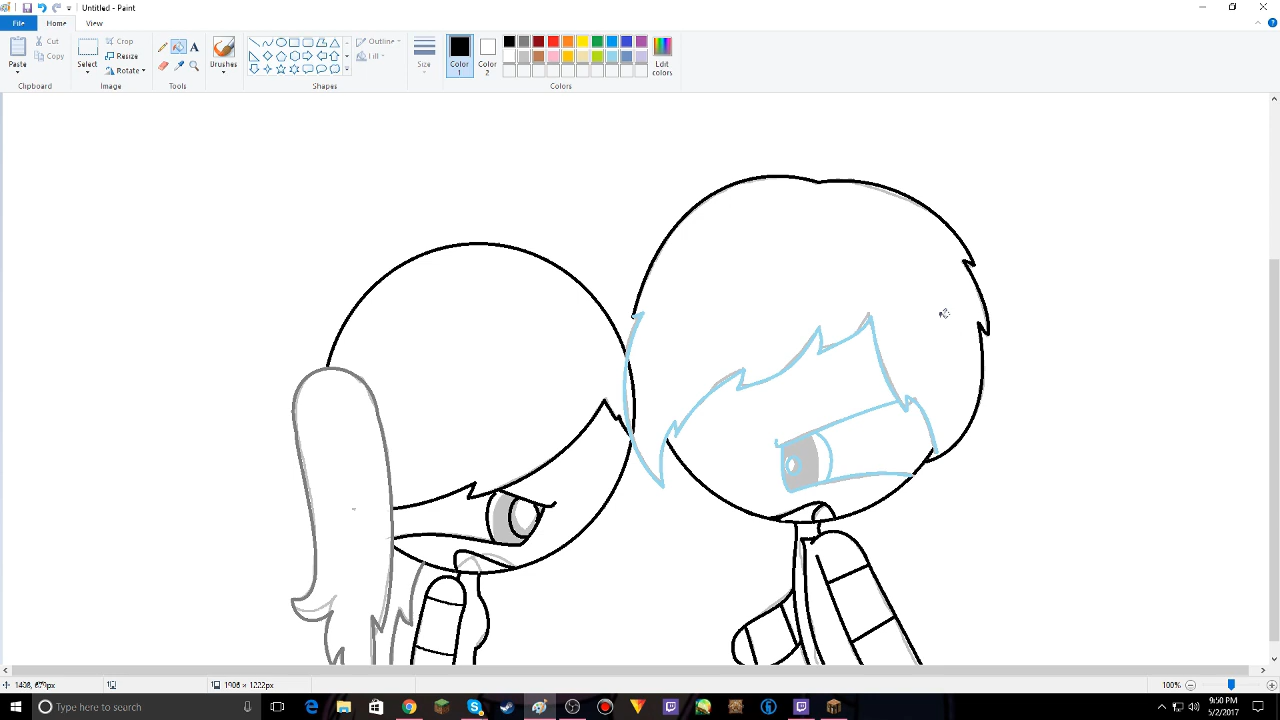 Untitled - Paint
File Home View
Paste
Cut
Copy
Select
Crop
Resize
Rotate
A
Brushes
Outline
Fill
Size
Color
1
Color
2
Edit
colors
Clipboard Image Tools Shapes Colors
1906 × 1222px 100%
Type here to search
9:50 PM
5/2/2017